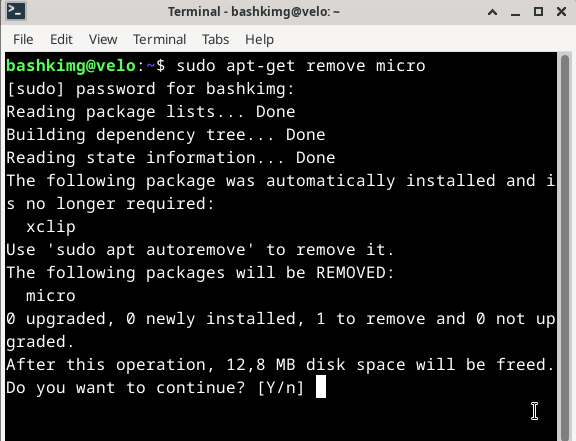 Terminal - bashkimg@velo: ~
File Edit View Terminal Tabs Help
bashkimg@velo:~$ sudo apt-get remove micro
[sudo] password for bashkimg:
Reading package lists... Done
Building dependency tree... Done
Reading state information... Done
The following package was automatically installed and i
s no longer required:
  xclip
Use 'sudo apt autoremove' to remove it.
The following packages will be REMOVED:
  micro
0 upgraded, 0 newly installed, 1 to remove and 0 not up
graded.
After this operation, 12,8 MB disk space will be freed.
Do you want to continue? [Y/n]